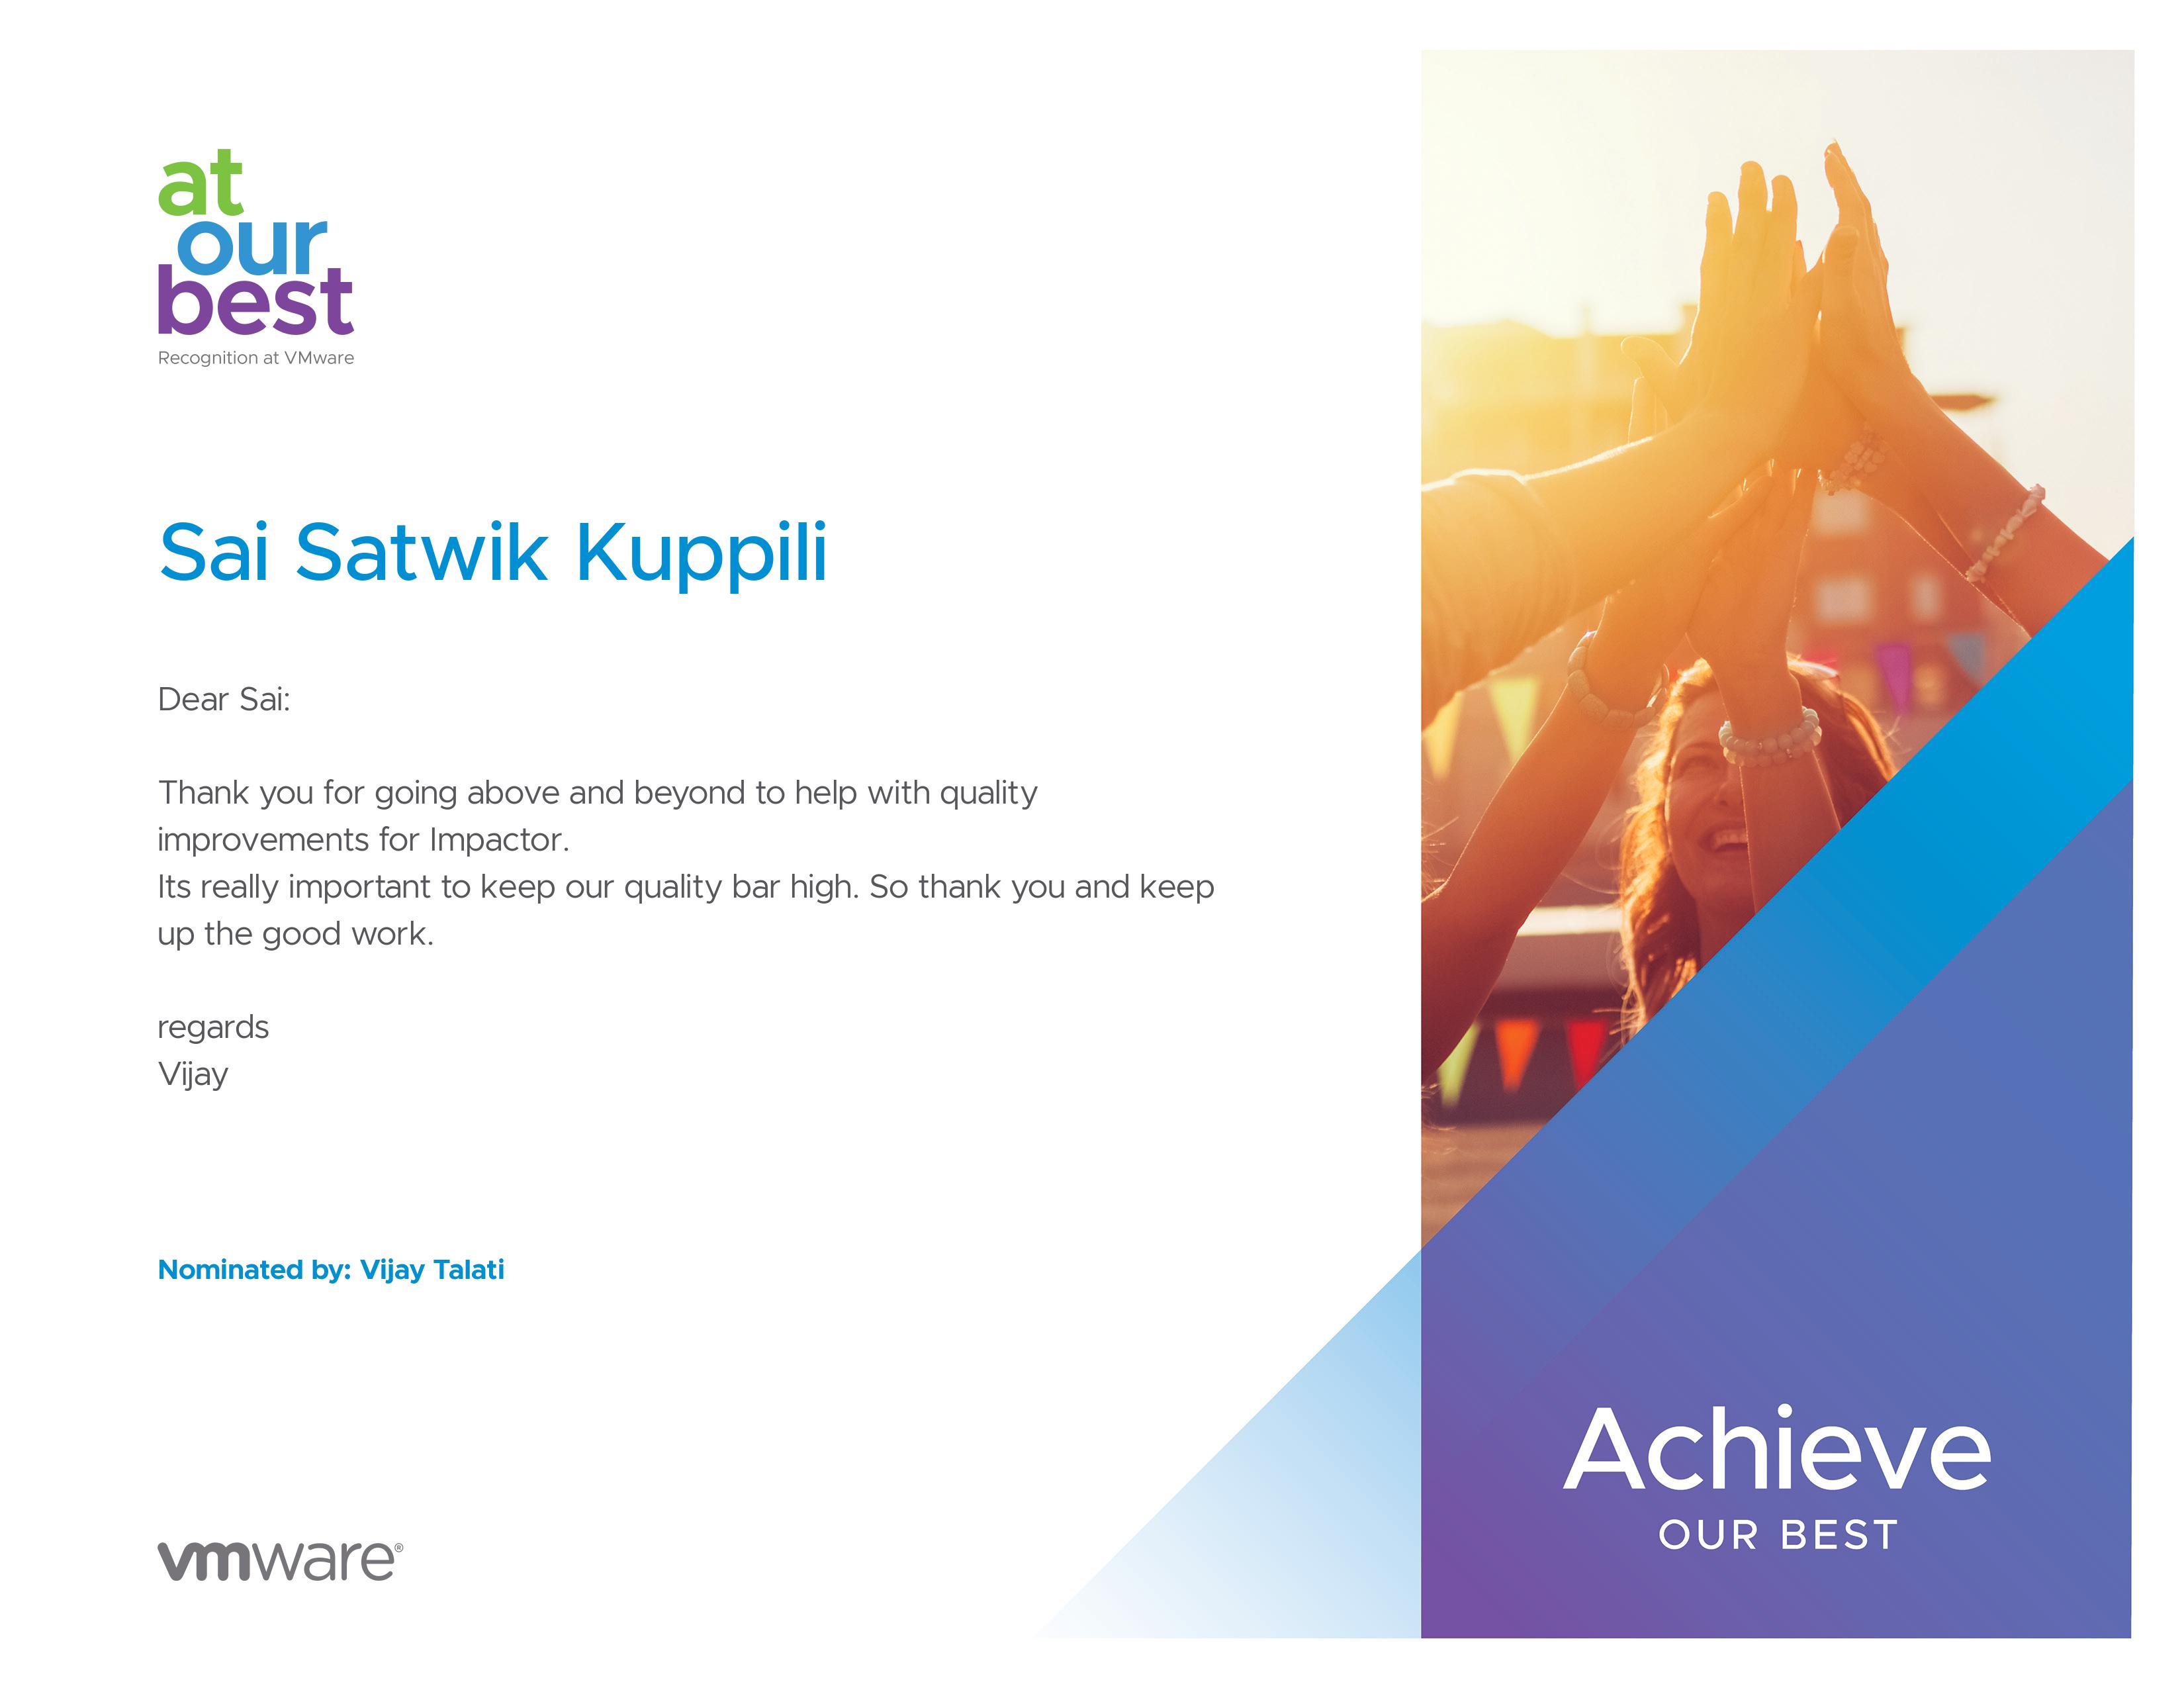 at
our
best
Recognition at VMware
Sai Satwik Kuppili
Dear Sai:
Thank you for going above and beyond to help with quality
improvements for Impactor.
Its really important to keep our quality bar high. So thank you and keep
up the good work.
regards
Vijay
Nominated by: Vijay Talati
vmware®
Achieve
OUR BEST